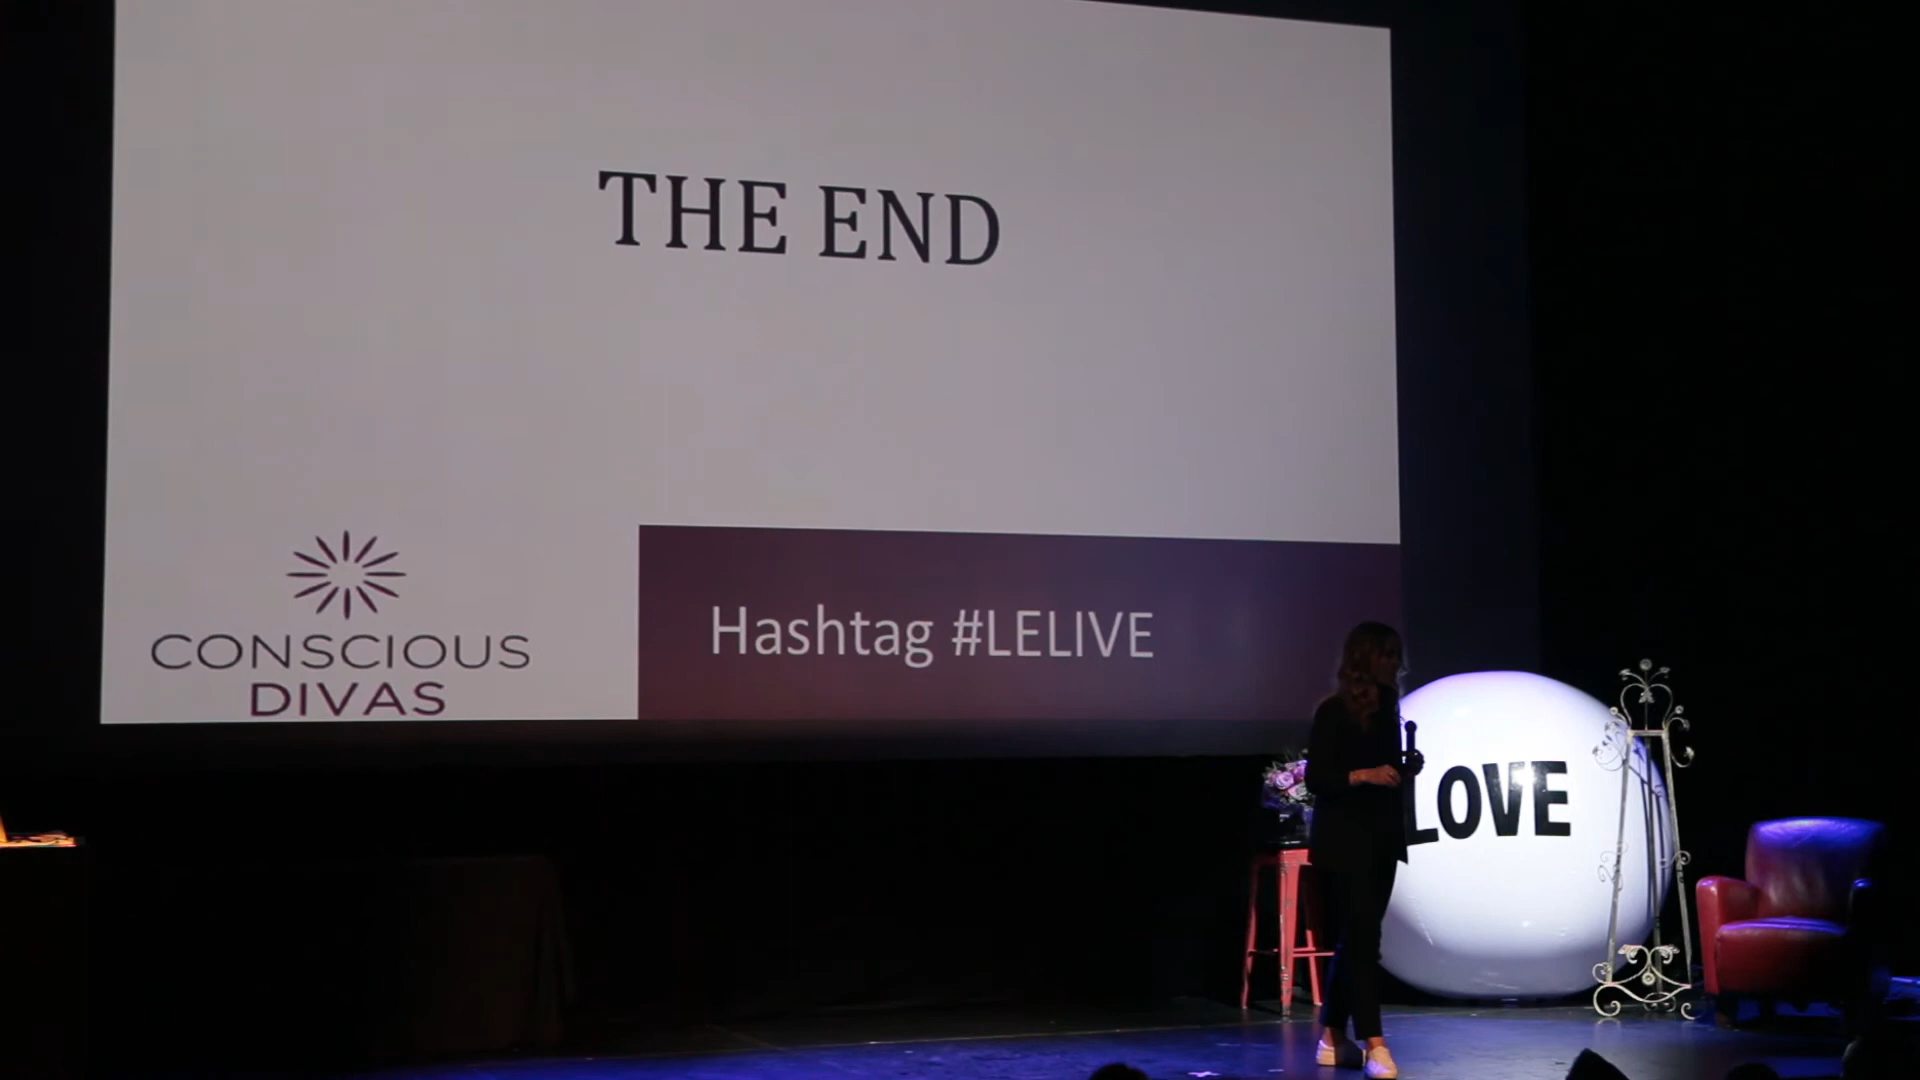 THE END
CONSCIOUS
DIVAS
Hashtag #LELIVE
LOVE